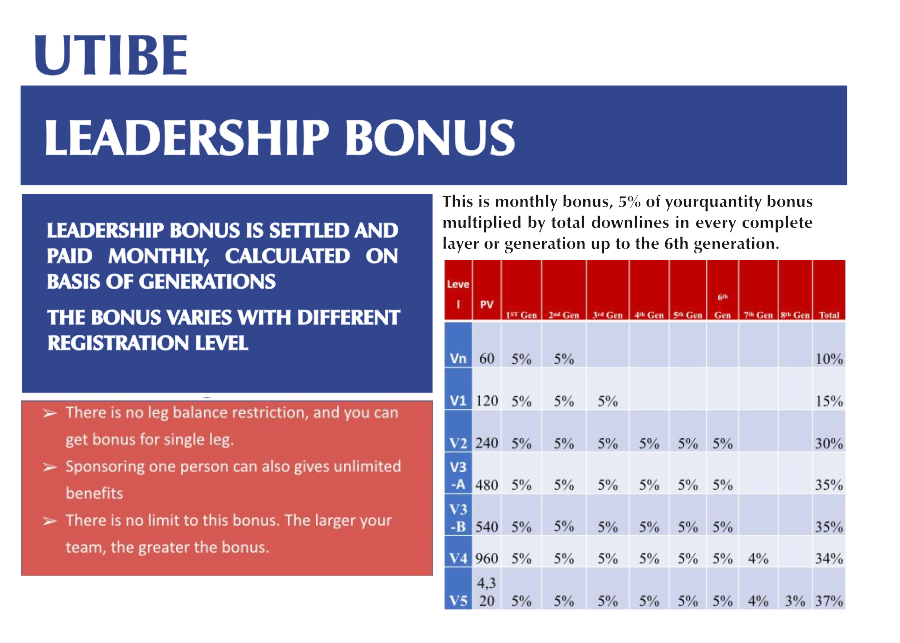 UTIBE
LEADERSHIP BONUS
LEADERSHIP BONUS IS SETTLED AND
PAID MONTHLY, CALCULATED ON
BASIS OF GENERATIONS
THE BONUS VARIES WITH DIFFERENT
REGISTRATION LEVEL
➢ There is no leg balance restriction, and you can
get bonus for single leg.
➢ Sponsoring one person can also gives unlimited
benefits
➢ There is no limit to this bonus. The larger your
team, the greater the bonus.
This is monthly bonus, 5% of yourquantity bonus
multiplied by total downlines in every complete
layer or generation up to the 6th generation.
Leve
l PV 1ST Gen 2nd Gen 3rd Gen 4th Gen 5th Gen 6th Gen 7th Gen 8th Gen Total
Vn 60 5% 5% 10%
V1 120 5% 5% 5% 15%
V2 240 5% 5% 5% 5% 5% 5% 30%
V3
-A 480 5% 5% 5% 5% 5% 5% 35%
V3
-B 540 5% 5% 5% 5% 5% 5% 35%
V4 960 5% 5% 5% 5% 5% 5% 4% 34%
4,3
V5 20 5% 5% 5% 5% 5% 5% 4% 3% 37%